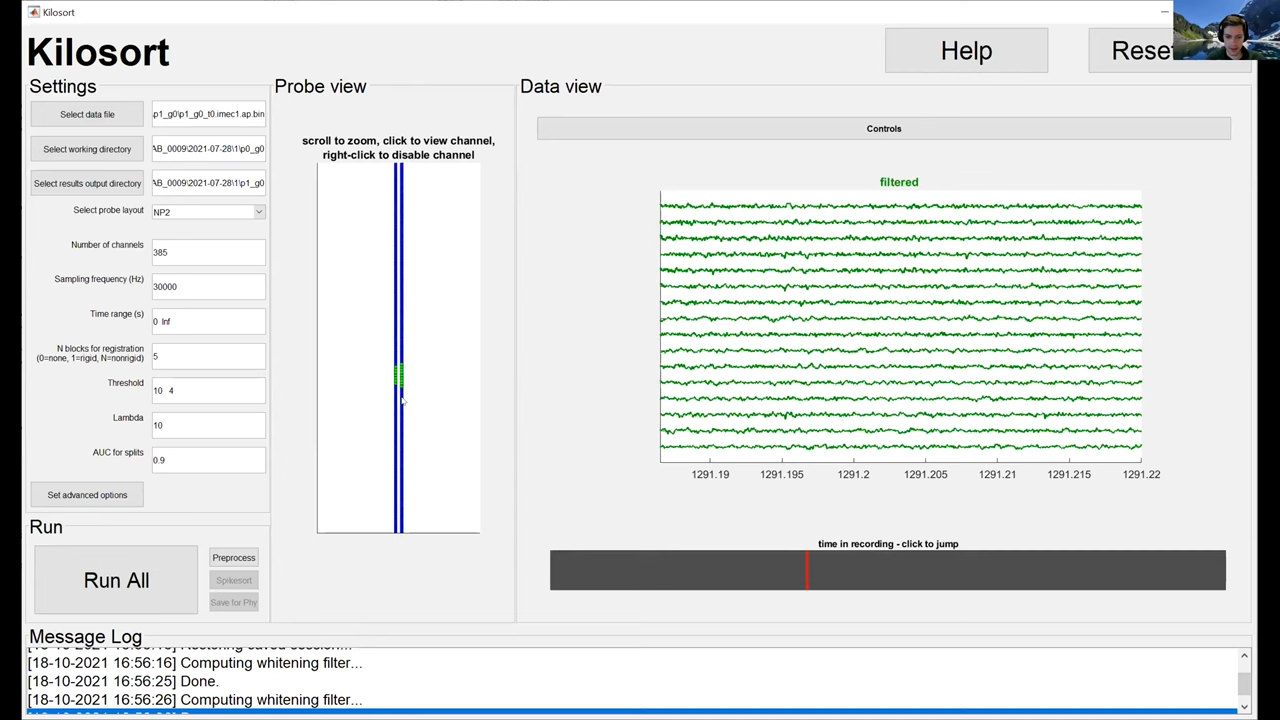 Kilosort
Kilosort
Help
Reset
Settings
Probe view
Data view
Select data file
p1_g0\p1_g0_t0.imec1.ap.bin
Controls
Select working directory
AB_0009\2021-07-28\1\p0_g0
scroll to zoom, click to view channel,
right-click to disable channel
Select results output directory
AB_0009\2021-07-28\1\p1_g0
filtered
Select probe layout
NP2
Number of channels
385
Sampling frequency (Hz)
30000
Time range (s)
0 Inf
N blocks for registration
(0=none, 1=rigid, N=nonrigid)
5
Threshold
10 4
Lambda
10
AUC for splits
0.9
1291.19 1291.195 1291.2 1291.205 1291.21 1291.215 1291.22
Set advanced options
Run
time in recording - click to jump
Run All
Preprocess
Spikesort
Save for Phy
Message Log
[18-10-2021 16:56:16] Computing whitening filter...
[18-10-2021 16:56:25] Done.
[18-10-2021 16:56:26] Computing whitening filter...